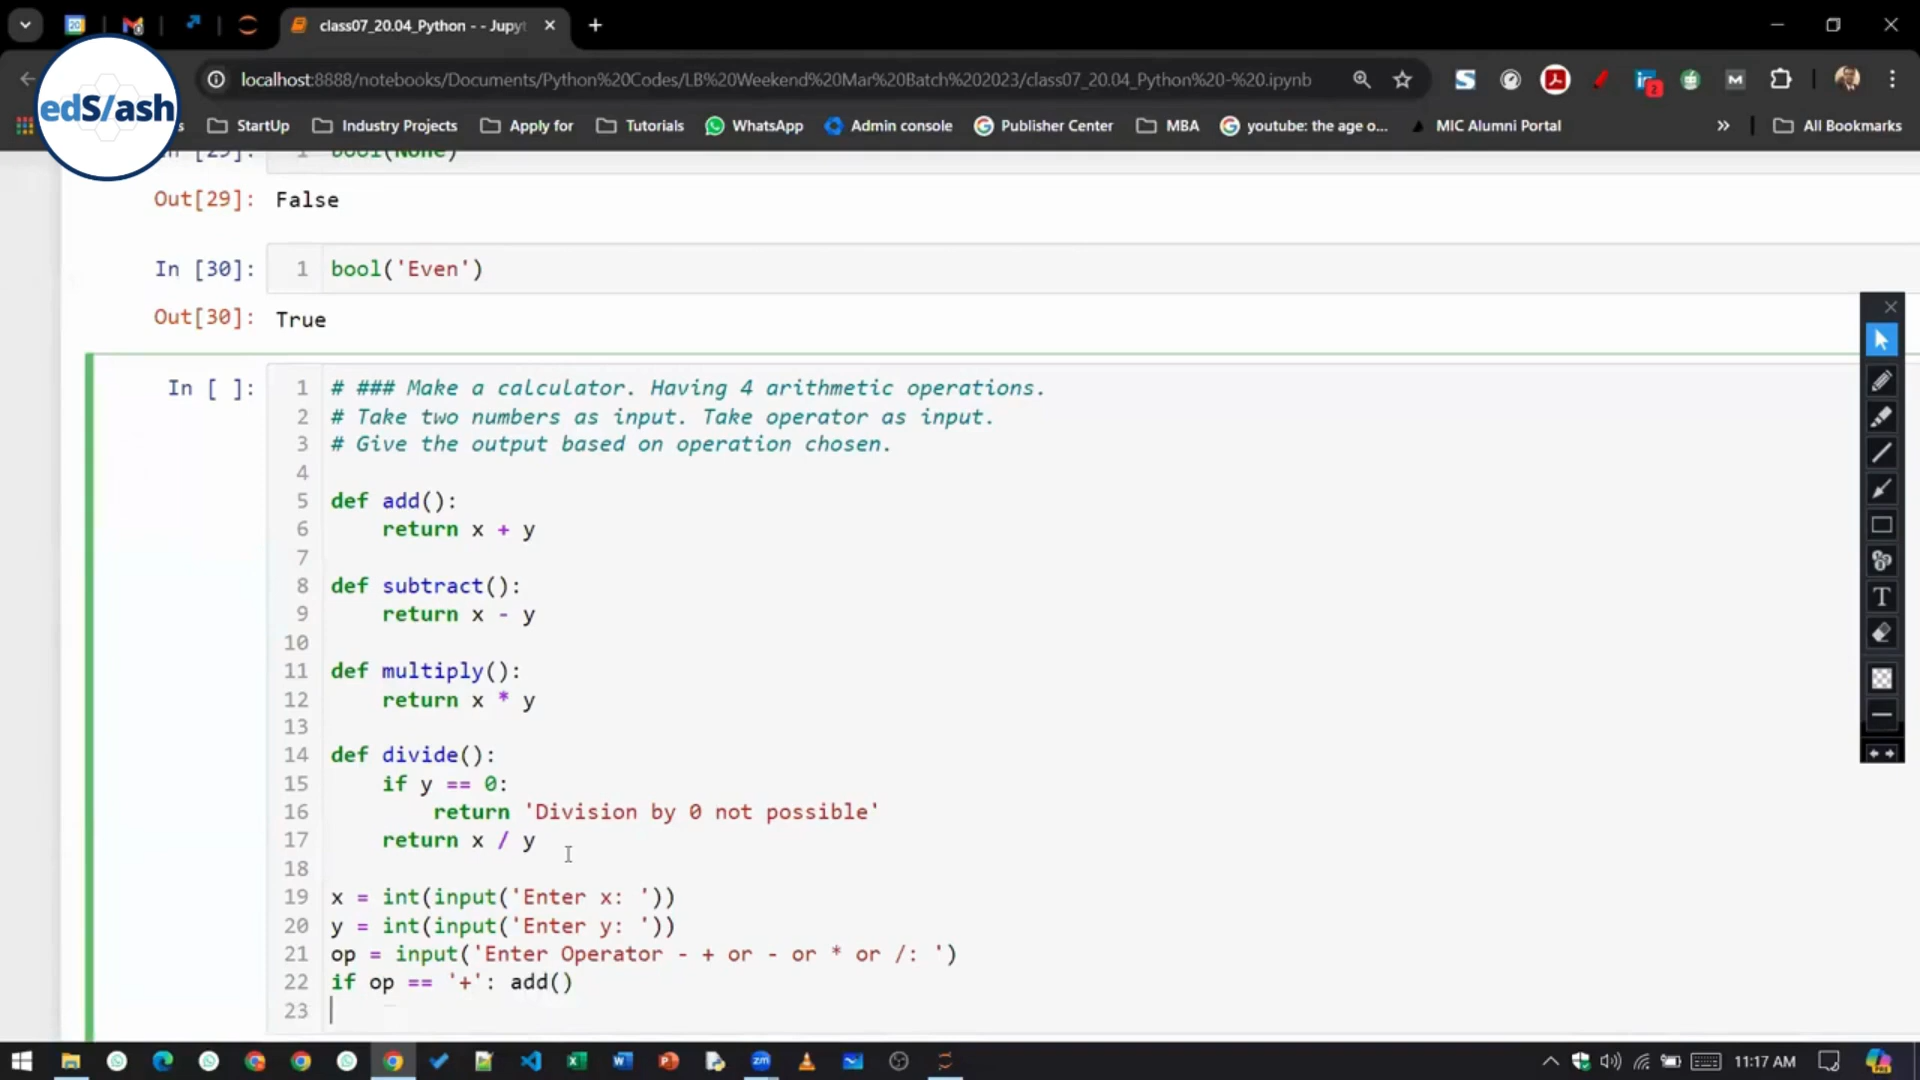 class07_20.04_Python - - Jupyt
localhost:8888/notebooks/Documents/Python%20Codes/LB%20Weekend%20Mar%20Batch%202023/class07_20.04_Python%20-%20.ipynb
edS/ash
StartUp
Industry Projects
Apply for
Tutorials
WhatsApp
Admin console
Publisher Center
MBA
youtube: the age o...
MIC Alumni Portal
»
All Bookmarks
In [29]: 1 bool(None)
Out[29]: False
In [30]: 1 bool('Even')
Out[30]: True
In [ ]:
1 # ### Make a calculator. Having 4 arithmetic operations.
2 # Take two numbers as input. Take operator as input.
3 # Give the output based on operation chosen.
4
5 def add():
6     return x + y
7
8 def subtract():
9     return x - y
10
11 def multiply():
12     return x * y
13
14 def divide():
15     if y == 0:
16         return 'Division by 0 not possible'
17     return x / y
18
19 x = int(input('Enter x: '))
20 y = int(input('Enter y: '))
21 op = input('Enter Operator - + or - or * or /: ')
22 if op == '+': add()
23
T
11:17 AM